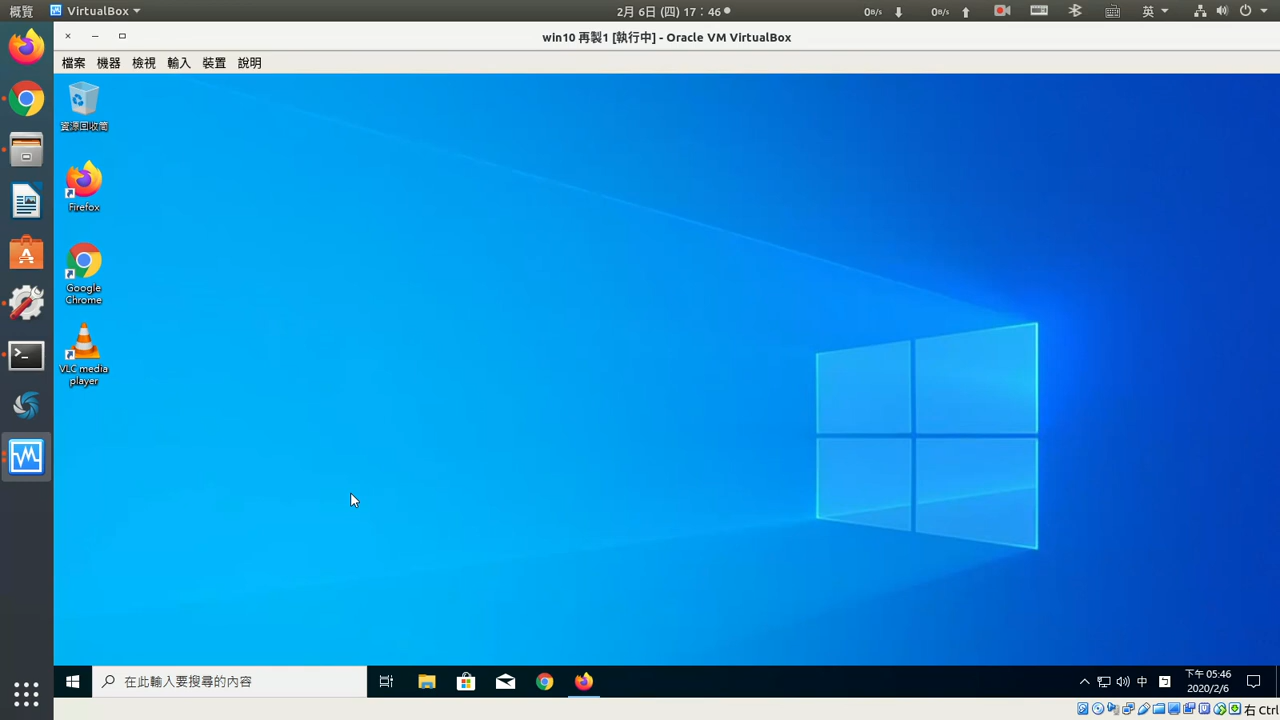 概覽 VirtualBox 2月 6日 (四) 17：46 0B/s 0B/s 英
win10 再製1 [執行中] - Oracle VM VirtualBox
檔案 機器 檢視 輸入 裝置 說明
資源回收筒
Firefox
Google
Chrome
VLC media
player
在此輸入要搜尋的內容
中
下午 05:46
2020/2/6
右 Ctrl